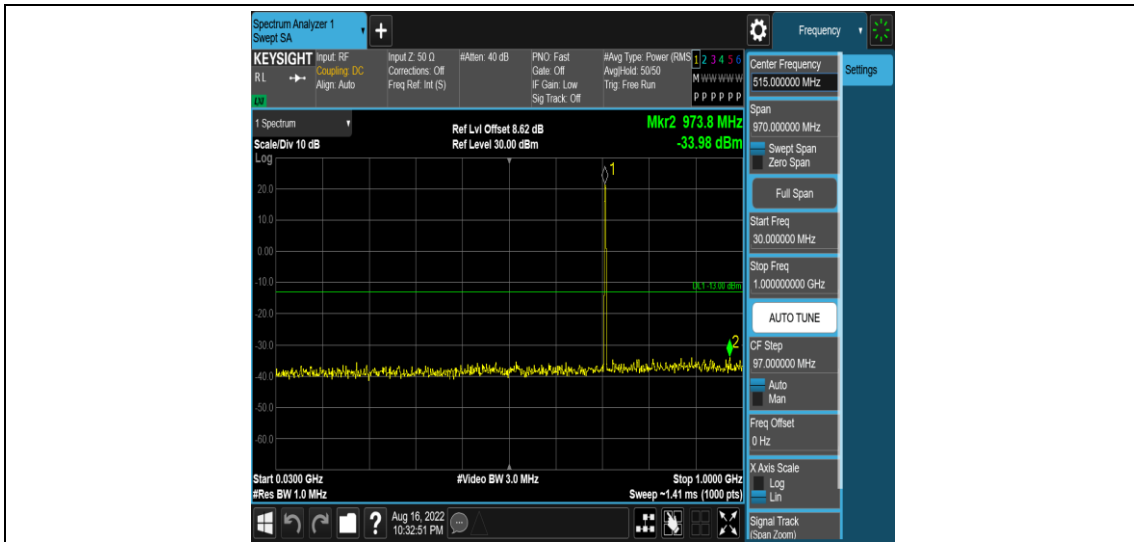 Spectrum Analyzer 1
Swept SA
+
Frequency
KEYSIGHT
RL
LXI
Input: RF
Coupling: DC
Align: Auto
Input Z: 50 Ω
Corrections: Off
Freq Ref: Int (S)
#Atten: 40 dB
PNO: Fast
Gate: Off
IF Gain: Low
Sig Track: Off
#Avg Type: Power (RMS
Avg|Hold: 50/50
Trig: Free Run
1 2 3 4 5 6
M W W W W W
P P P P P P
1 Spectrum
Scale/Div 10 dB
Ref Lvl Offset 8.62 dB
Ref Level 30.00 dBm
Mkr2 973.8 MHz
-33.98 dBm
Log
1
20.0
10.0
0.00
-10.0
DL1 -13.00 dBm
-20.0
-30.0
2
-40.0
-50.0
-60.0
Start 0.0300 GHz
#Res BW 1.0 MHz
#Video BW 3.0 MHz
Stop 1.0000 GHz
Sweep ~1.41 ms (1000 pts)
?
Aug 16, 2022
10:32:51 PM
Center Frequency
515.000000 MHz
Settings
Span
970.000000 MHz
Swept Span
Zero Span
Full Span
Start Freq
30.000000 MHz
Stop Freq
1.000000000 GHz
AUTO TUNE
CF Step
97.000000 MHz
Auto
Man
Freq Offset
0 Hz
X Axis Scale
Log
Lin
Signal Track
(Span Zoom)